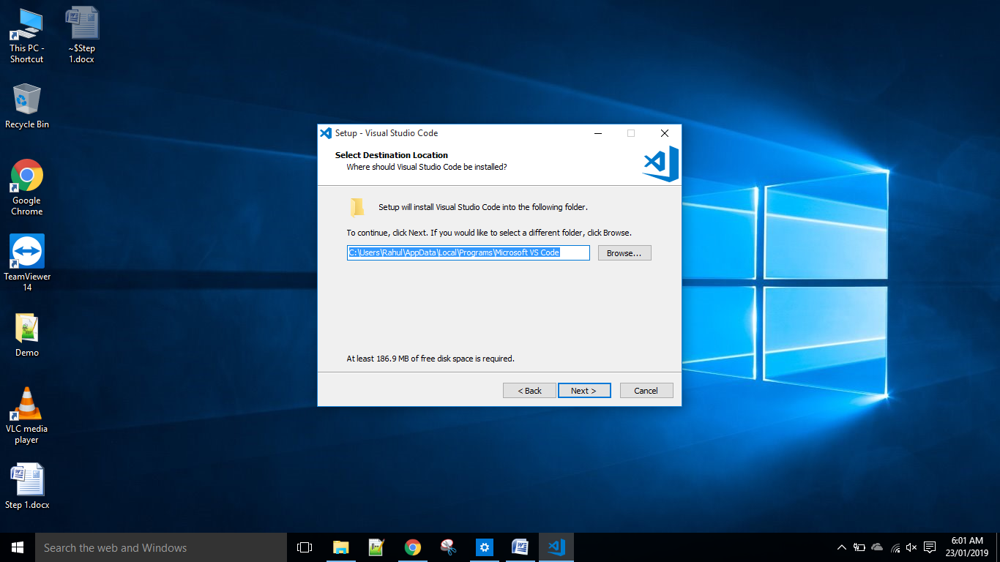 This PC -
Shortcut
~$Step
1.docx
Recycle Bin
Google
Chrome
TeamViewer
14
Demo
VLC media
player
Step 1.docx
Setup - Visual Studio Code
Select Destination Location
Where should Visual Studio Code be installed?
Setup will install Visual Studio Code into the following folder.
To continue, click Next. If you would like to select a different folder, click Browse.
C:\Users\Rahul\AppData\Local\Programs\Microsoft VS Code
Browse...
At least 186.9 MB of free disk space is required.
< Back
Next >
Cancel
Search the web and Windows
6:01 AM
23/01/2019